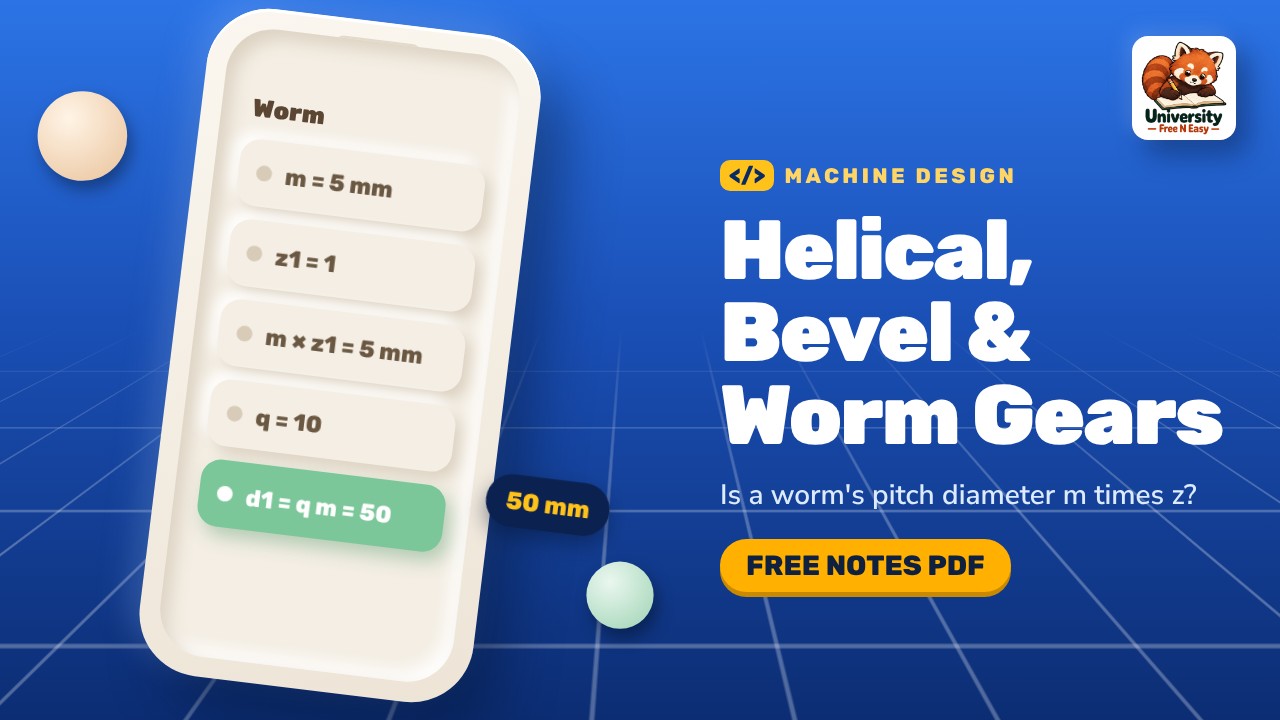 Worm
m = 5 mm
z1 = 1
m × z1 = 5 mm
q = 10
d1 = q m = 50
50 mm
University
Free N Easy
</> MACHINE DESIGN
Helical,
Bevel &
Worm Gears
Is a worm's pitch diameter m times z?
FREE NOTES PDF